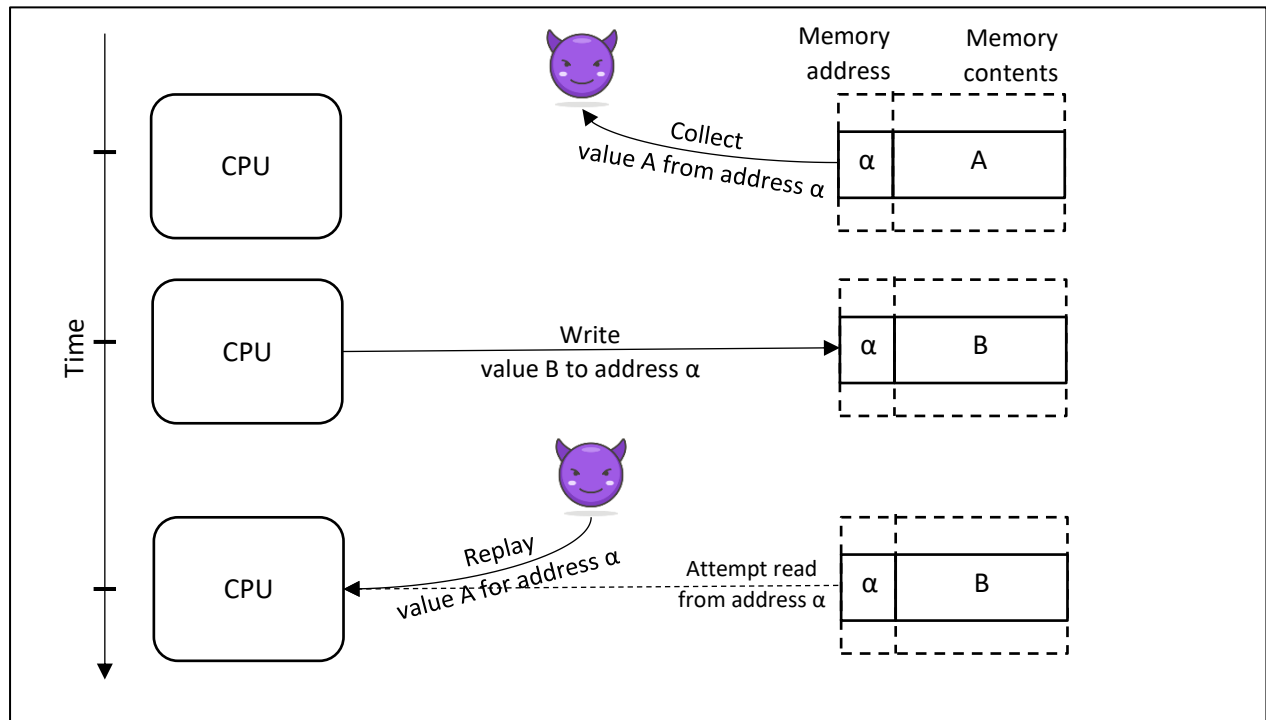 Memory address
Memory contents
CPU
Collect
value A from address α
α
A
Time
CPU
Write
value B to address α
α
B
CPU
Replay
value A for address α
Attempt read
from address α
α
B